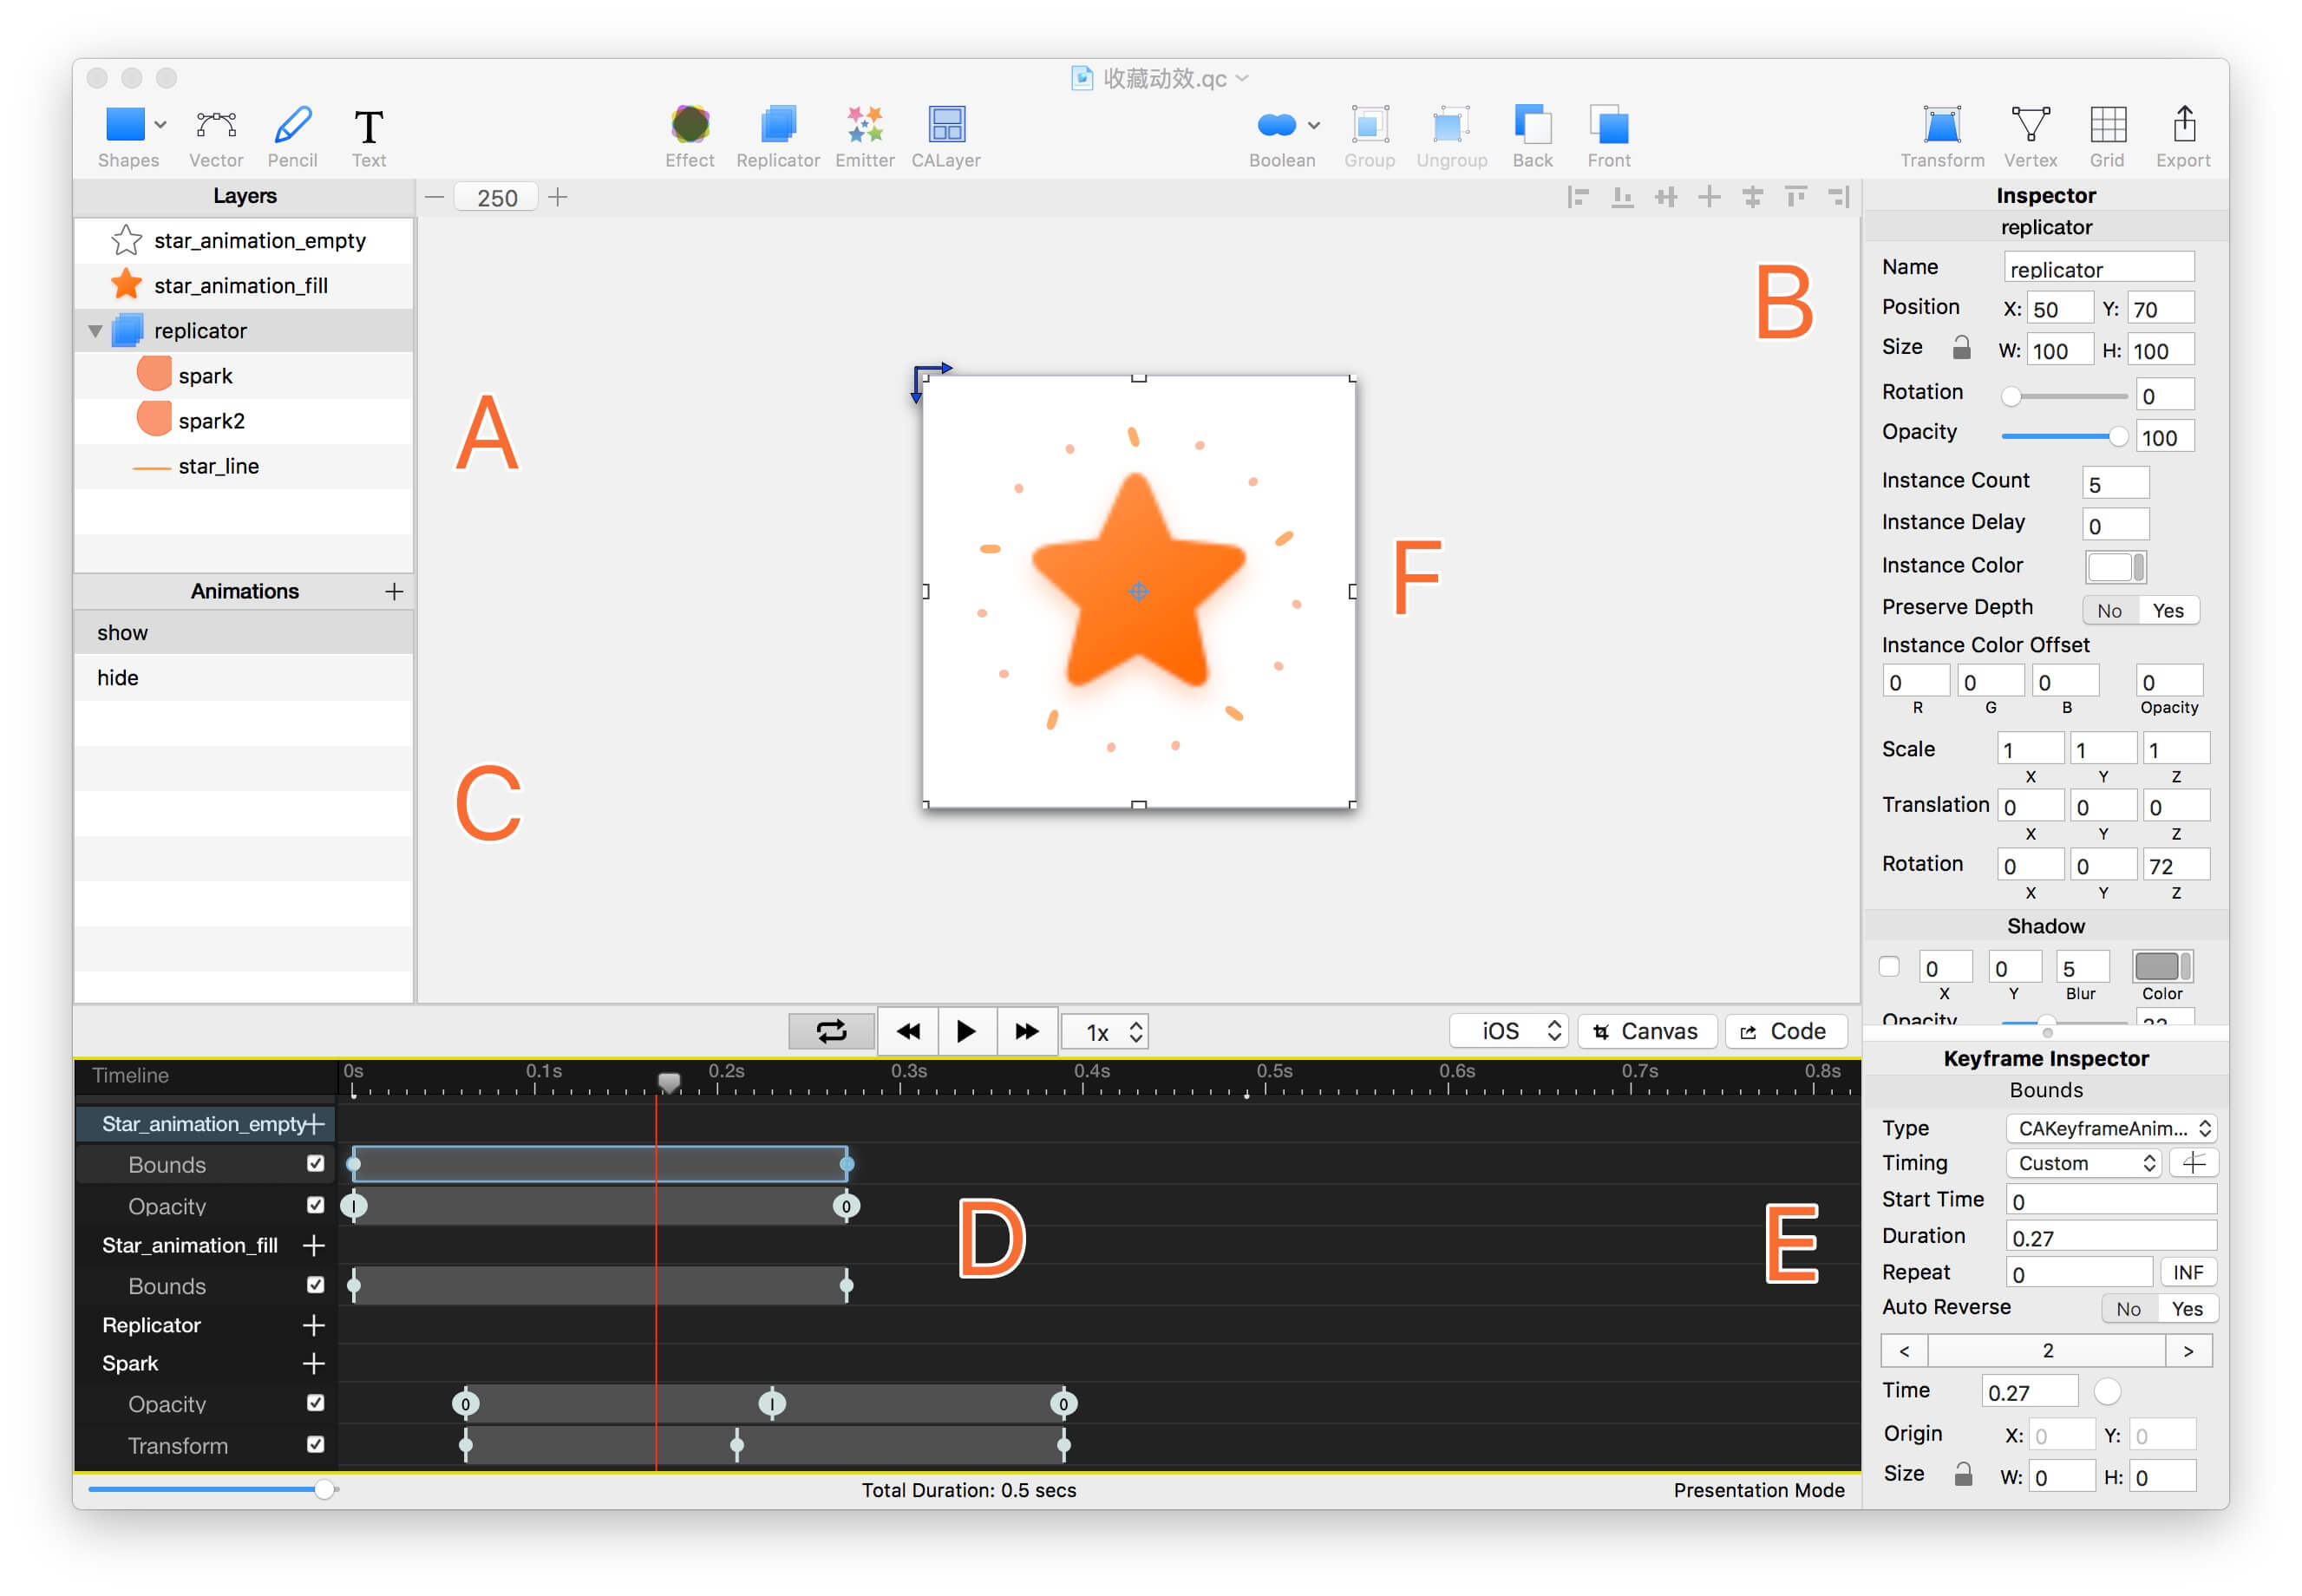 收藏动效.qc
Shapes Vector Pencil Text Effect Replicator Emitter CALayer Boolean Group Ungroup Back Front Transform Vertex Grid Export
Layers
250
star_animation_empty
star_animation_fill
replicator
spark
spark2
star_line
Animations
show
hide
A
B
C
F
Inspector
replicator
Name replicator
Position X: 50 Y: 70
Size W: 100 H: 100
Rotation 0
Opacity 100
Instance Count 5
Instance Delay 0
Instance Color
Preserve Depth No Yes
Instance Color Offset
0 0 0 0
R G B Opacity
Scale 1 1 1
X Y Z
Translation 0 0 0
X Y Z
Rotation 0 0 72
X Y Z
Shadow
0 0 5
X Y Blur Color
Opacity
1x
iOS Canvas Code
Timeline 0s 0.1s 0.2s 0.3s 0.4s 0.5s 0.6s 0.7s 0.8s
Star_animation_empty
Bounds
Opacity 1 0
Star_animation_fill
Bounds
Replicator
Spark
Opacity 0 1 0
Transform
D
E
Total Duration: 0.5 secs
Presentation Mode
Keyframe Inspector
Bounds
Type CAKeyframeAnim...
Timing Custom
Start Time 0
Duration 0.27
Repeat 0 INF
Auto Reverse No Yes
< 2 >
Time 0.27
Origin X: 0 Y: 0
Size W: 0 H: 0